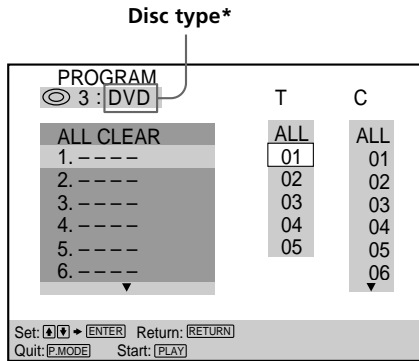 Disc type*
PROGRAM
3 : DVD
T C
ALL CLEAR
1. – – – –
2. – – – –
3. – – – –
4. – – – –
5. – – – –
6. – – – –
ALL
01
02
03
04
05
ALL
01
02
03
04
05
06
Set: ENTER Return: RETURN
Quit: P.MODE Start: PLAY